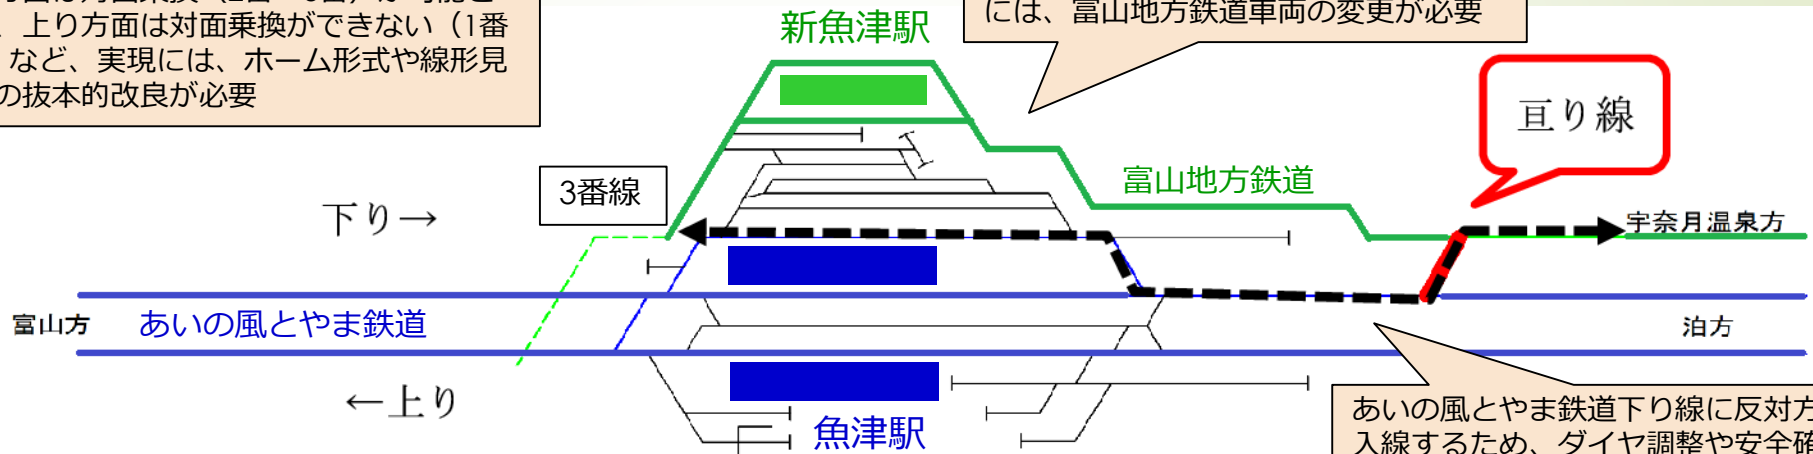 、上り方面は対面乗換ができない（1番
など、実現には、ホーム形式や線形見
の抜本的改良が必要
新魚津駅
には、富山地方鉄道車両の変更が必要
亘り線
3番線
富山地方鉄道
下り→
宇奈月温泉方
富山方
あいの風とやま鉄道
泊方
←上り
魚津駅
あいの風とやま鉄道下り線に反対方
入線するため、ダイヤ調整や安全確